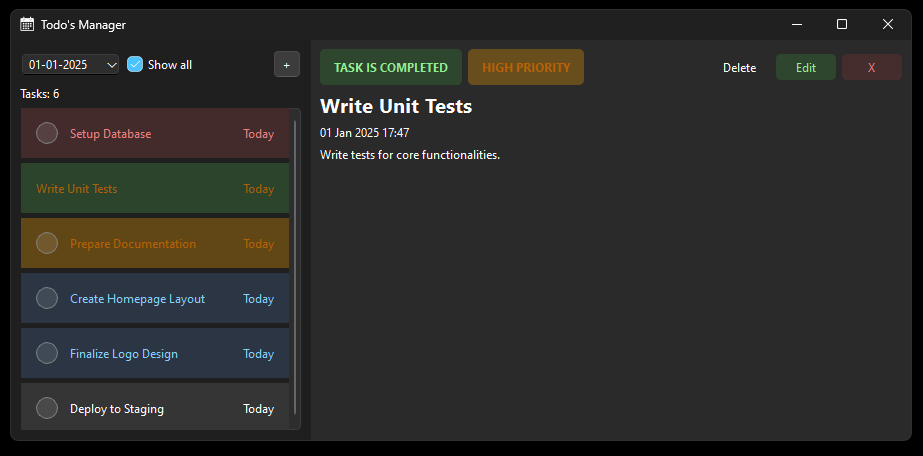 Todo's Manager
01-01-2025 Show all +
Tasks: 6
Setup Database Today
Write Unit Tests Today
Prepare Documentation Today
Create Homepage Layout Today
Finalize Logo Design Today
Deploy to Staging Today
TASK IS COMPLETED HIGH PRIORITY Delete Edit X
Write Unit Tests
01 Jan 2025 17:47
Write tests for core functionalities.